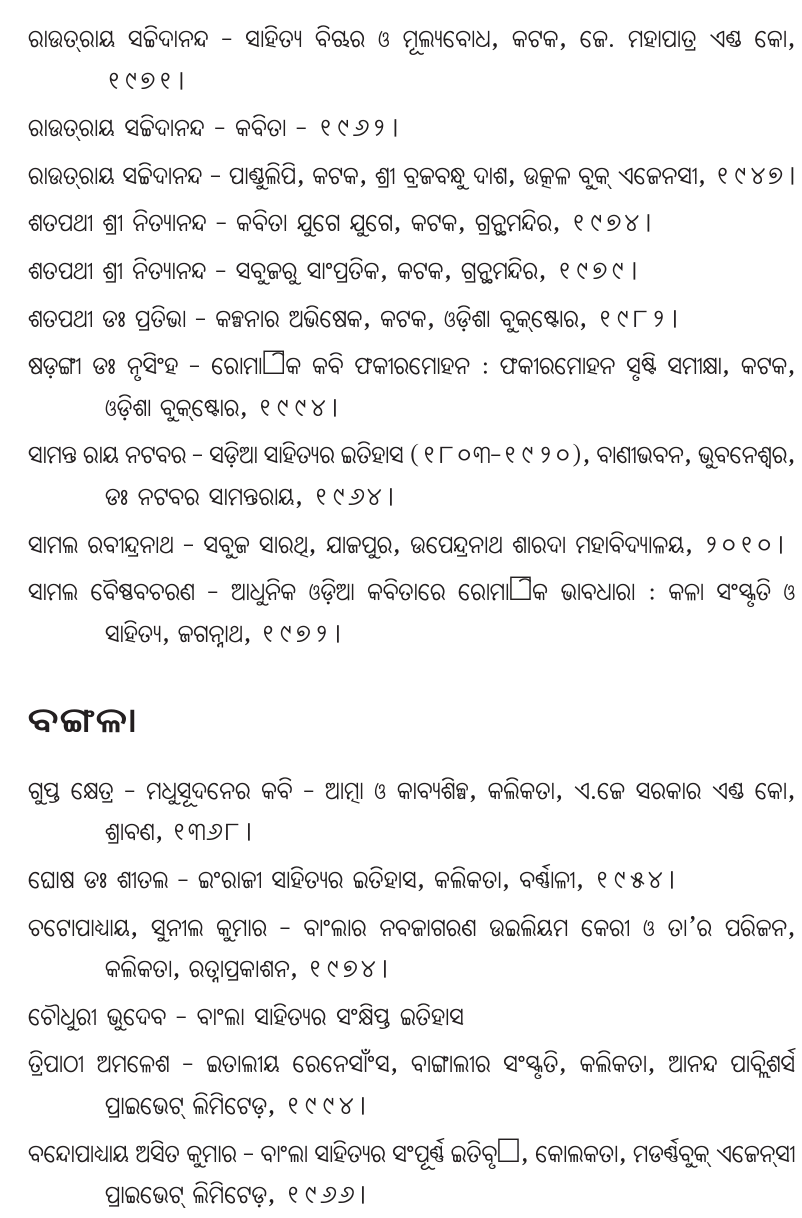 ରାଉତ୍‌ରାୟ ସଚ୍ଚିଦାନନ୍ଦ – ସାହିତ୍ୟ ବିଚ୍ଚର ଓ ମୂଲ୍ୟବୋଧ, କଟକ, ଜେ. ମହାପାତ୍ର ଏଣ୍ଡ କୋ,
୧୯୭୧।
ରାଉତ୍‌ରାୟ ସଚ୍ଚିଦାନନ୍ଦ – କବିତା – ୧୯୬୨।
ରାଉତ୍‌ରାୟ ସଚ୍ଚିଦାନନ୍ଦ – ପାଣ୍ଡୁଲିପି, କଟକ, ଶ୍ରୀ ବ୍ରଜବନ୍ଧୁ ଦାଶ, ଉତ୍କଳ ବୁକ୍ ଏଜେନସୀ, ୧୯୪୭।
ଶତପଥୀ ଶ୍ରୀ ନିତ୍ୟାନନ୍ଦ – କବିତା ଯୁଗେ ଯୁଗେ, କଟକ, ଗ୍ରନ୍ଥମନ୍ଦିର, ୧୯୭୪।
ଶତପଥୀ ଶ୍ରୀ ନିତ୍ୟାନନ୍ଦ – ସବୁଜରୁ ସାଂପ୍ରତିକ, କଟକ, ଗ୍ରନ୍ଥମନ୍ଦିର, ୧୯୭୯।
ଶତପଥୀ ଡଃ ପ୍ରତିଭା – କଳ୍ପନାର ଅଭିଷେକ, କଟକ, ଓଡ଼ିଶା ବୁକ୍‌ଷ୍ଟୋର, ୧୯୮୨।
ଷଡ଼ଙ୍ଗୀ ଡଃ ନୃସିଂହ – ରୋମାିକ କବି ଫକୀରମୋହନ : ଫକୀରମୋହନ ସୃଷ୍ଟି ସମୀକ୍ଷା, କଟକ,
ଓଡ଼ିଶା ବୁକ୍‌ଷ୍ଟୋର, ୧୯୯୪।
ସାମନ୍ତ ରାୟ ନଟବର – ସଡ଼ିଆ ସାହିତ୍ୟର ଇତିହାସ (୧୮୦୩–୧୯୨୦), ବାଣୀଭବନ, ଭୁବନେଶ୍ୱର,
ଡଃ ନଟବର ସାମନ୍ତରାୟ, ୧୯୬୪।
ସାମଲ ରବୀନ୍ଦ୍ରନାଥ – ସବୁଜ ସାରଥି, ଯାଜପୁର, ଉପେନ୍ଦ୍ରନାଥ ଶାରଦା ମହାବିଦ୍ୟାଳୟ, ୨୦୧୦।
ସାମଲ ବୈଷ୍ଣବଚରଣ – ଆଧୁନିକ ଓଡ଼ିଆ କବିତାରେ ରୋମାିକ ଭାବଧାରା : କଳା ସଂସ୍କୃତି ଓ
ସାହିତ୍ୟ, ଜଗନ୍ନାଥ, ୧୯୭୨।
ବଙ୍ଗଳା
ଗୁପ୍ତ କ୍ଷେତ୍ର – ମଧୁସୂଦନେର କବି – ଆତ୍ମା ଓ କାବ୍ୟଶିଳ୍ପ, କଲିକତା, ଏ.ଜେ ସରକାର ଏଣ୍ଡ କୋ,
ଶ୍ରାବଣ, ୧୩୬୮।
ଘୋଷ ଡଃ ଶୀତଲ – ଇଂରାଜୀ ସାହିତ୍ୟର ଇତିହାସ, କଲିକତା, ବର୍ଣ୍ଣାଳୀ, ୧୯୫୪।
ଚଟୋପାଧ୍ୟାୟ, ସୁନୀଲ କୁମାର – ବାଂଲାର ନବଜାଗରଣ ଉଇଲିୟମ କେରୀ ଓ ତା’ର ପରିଜନ,
କଲିକତା, ରତ୍ନାପ୍ରକାଶନ, ୧୯୭୪।
ଚୌଧୁରୀ ଭୁଦେବ – ବାଂଲା ସାହିତ୍ୟର ସଂକ୍ଷିପ୍ତ ଇତିହାସ
ତ୍ରିପାଠୀ ଅମଳେଶ – ଇତାଲୀୟ ରେନେସାଁଂସ, ବାଙ୍ଗାଲୀର ସଂସ୍କୃତି, କଲିକତା, ଆନନ୍ଦ ପାବ୍ଲିଶର୍ସ
ପ୍ରାଇଭେଟ୍ ଲିମିଟେଡ଼, ୧୯୯୪।
ବନ୍ଦୋପାଧ୍ୟାୟ ଅସିତ କୁମାର – ବାଂଲା ସାହିତ୍ୟର ସଂପୂର୍ଣ୍ଣ ଇତିବୃ, କୋଲକତା, ମଡର୍ଣ୍ଣବୁକ୍ ଏଜେନ୍‌ସୀ
ପ୍ରାଇଭେଟ୍ ଲିମିଟେଡ଼, ୧୯୬୬।